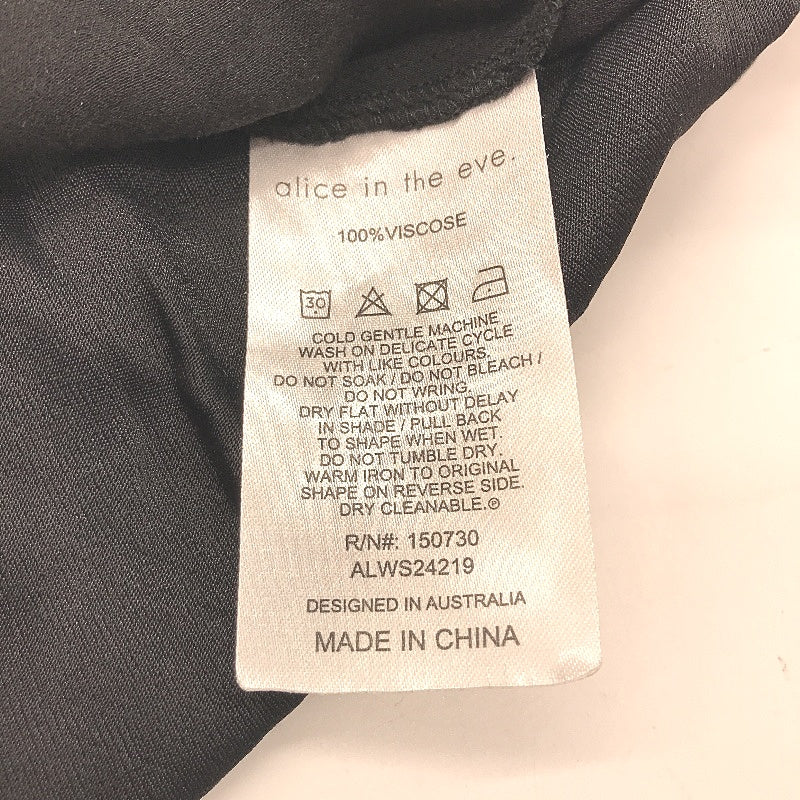 alice in the eve.
100%VISCOSE
30
COLD GENTLE MACHINE
WASH ON DELICATE CYCLE
WITH LIKE COLOURS.
DO NOT SOAK / DO NOT BLEACH /
DO NOT WRING.
DRY FLAT WITHOUT DELAY
IN SHADE / PULL BACK
TO SHAPE WHEN WET.
DO NOT TUMBLE DRY.
WARM IRON TO ORIGINAL
SHAPE ON REVERSE SIDE.
DRY CLEANABLE.Ⓟ
R/N#: 150730
ALWS24219
DESIGNED IN AUSTRALIA
MADE IN CHINA